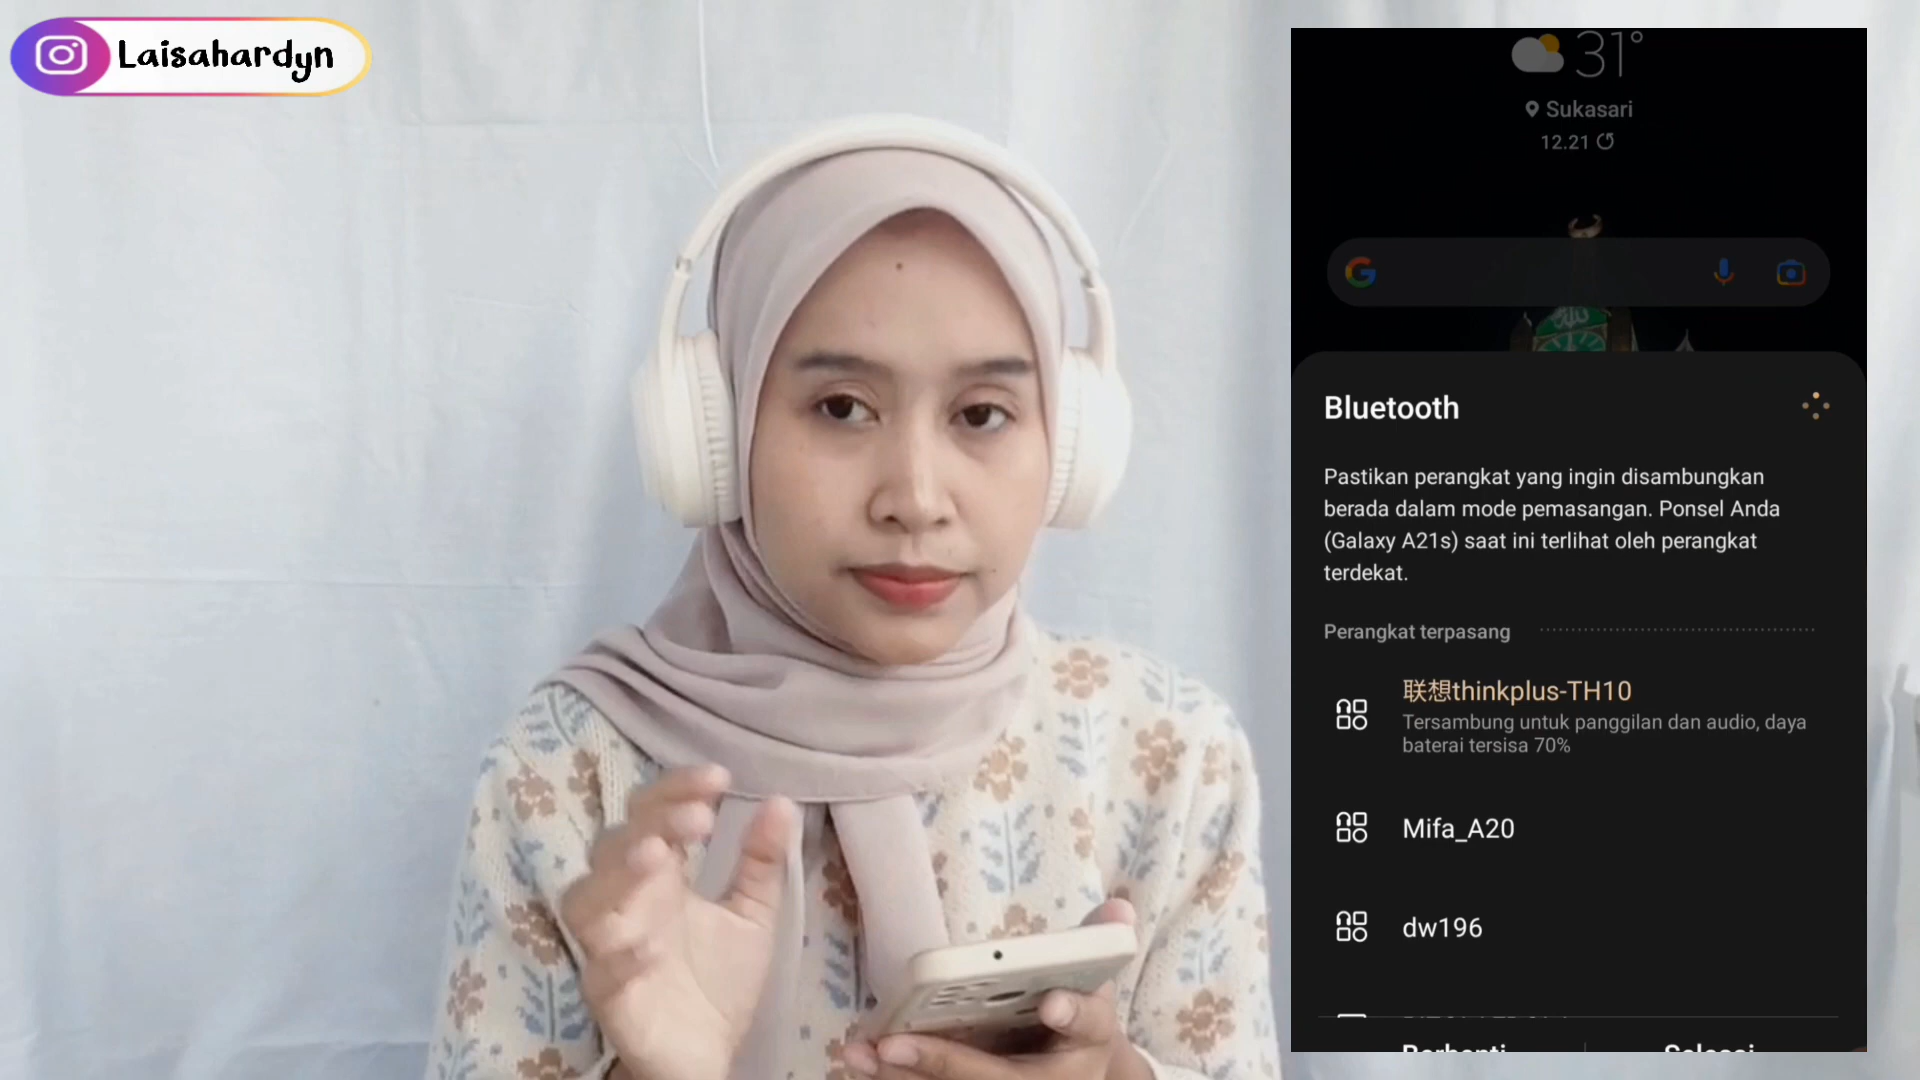 Laisahardyn
31°
Sukasari
12.21
Bluetooth
Pastikan perangkat yang ingin disambungkan
berada dalam mode pemasangan. Ponsel Anda
(Galaxy A21s) saat ini terlihat oleh perangkat
terdekat.
Perangkat terpasang
联想thinkplus-TH10
Tersambung untuk panggilan dan audio, daya
baterai tersisa 70%
Mifa_A20
dw196
Berhenti
Selesai